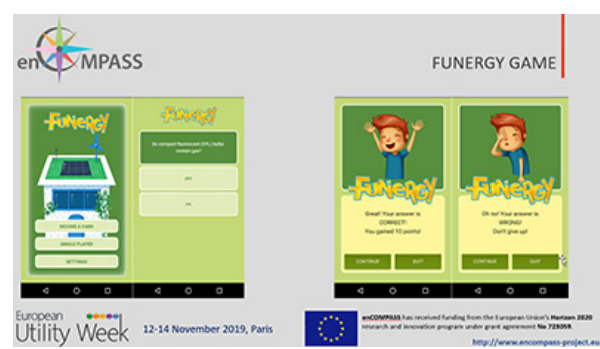 enCOMPASS
FUNERGY GAME
FUNERGY
DECODE A CARD
SINGLE PLAYER
SETTINGS
FUNERGY
Do compact fluorescent (CFL) bulbs
contain gas?
yes
no
FUNERGY
Great! Your answer is
CORRECT!
You gained 10 points!
CONTINUE
QUIT
FUNERGY
Oh no! Your answer is
WRONG!
Don't give up!
CONTINUE
QUIT
European
Utility Week
12-14 November 2019, Paris
enCOMPASS has received funding from the European Union's Horizon 2020
research and innovation program under grant agreement No 723059.
http://www.encompass-project.eu